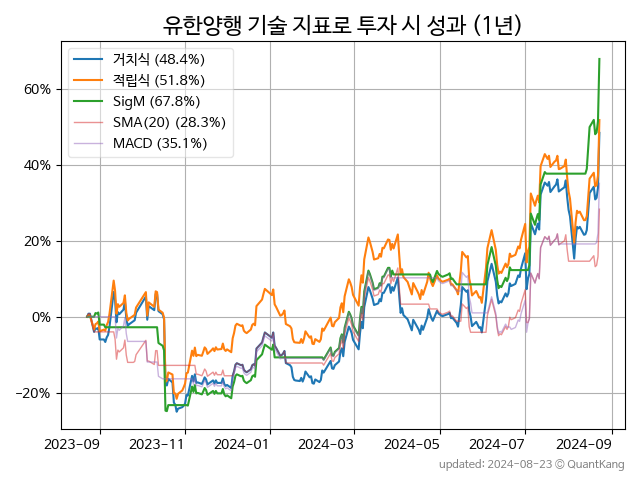 유한양행 기술 지표로 투자 시 성과 (1년)
거치식 (48.4%)
적립식 (51.8%)
SigM (67.8%)
SMA(20) (28.3%)
MACD (35.1%)
60%
40%
20%
0%
−20%
2023-09 2023-11 2024-01 2024-03 2024-05 2024-07 2024-09
updated: 2024-08-23 © QuantKang